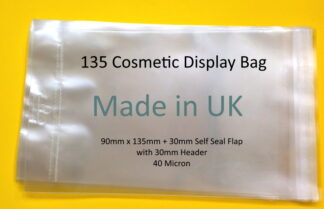 135 Cosmetic Display Bag
Made in UK
90mm x 135mm + 30mm Self Seal Flap
with 30mm Header
40 Micron